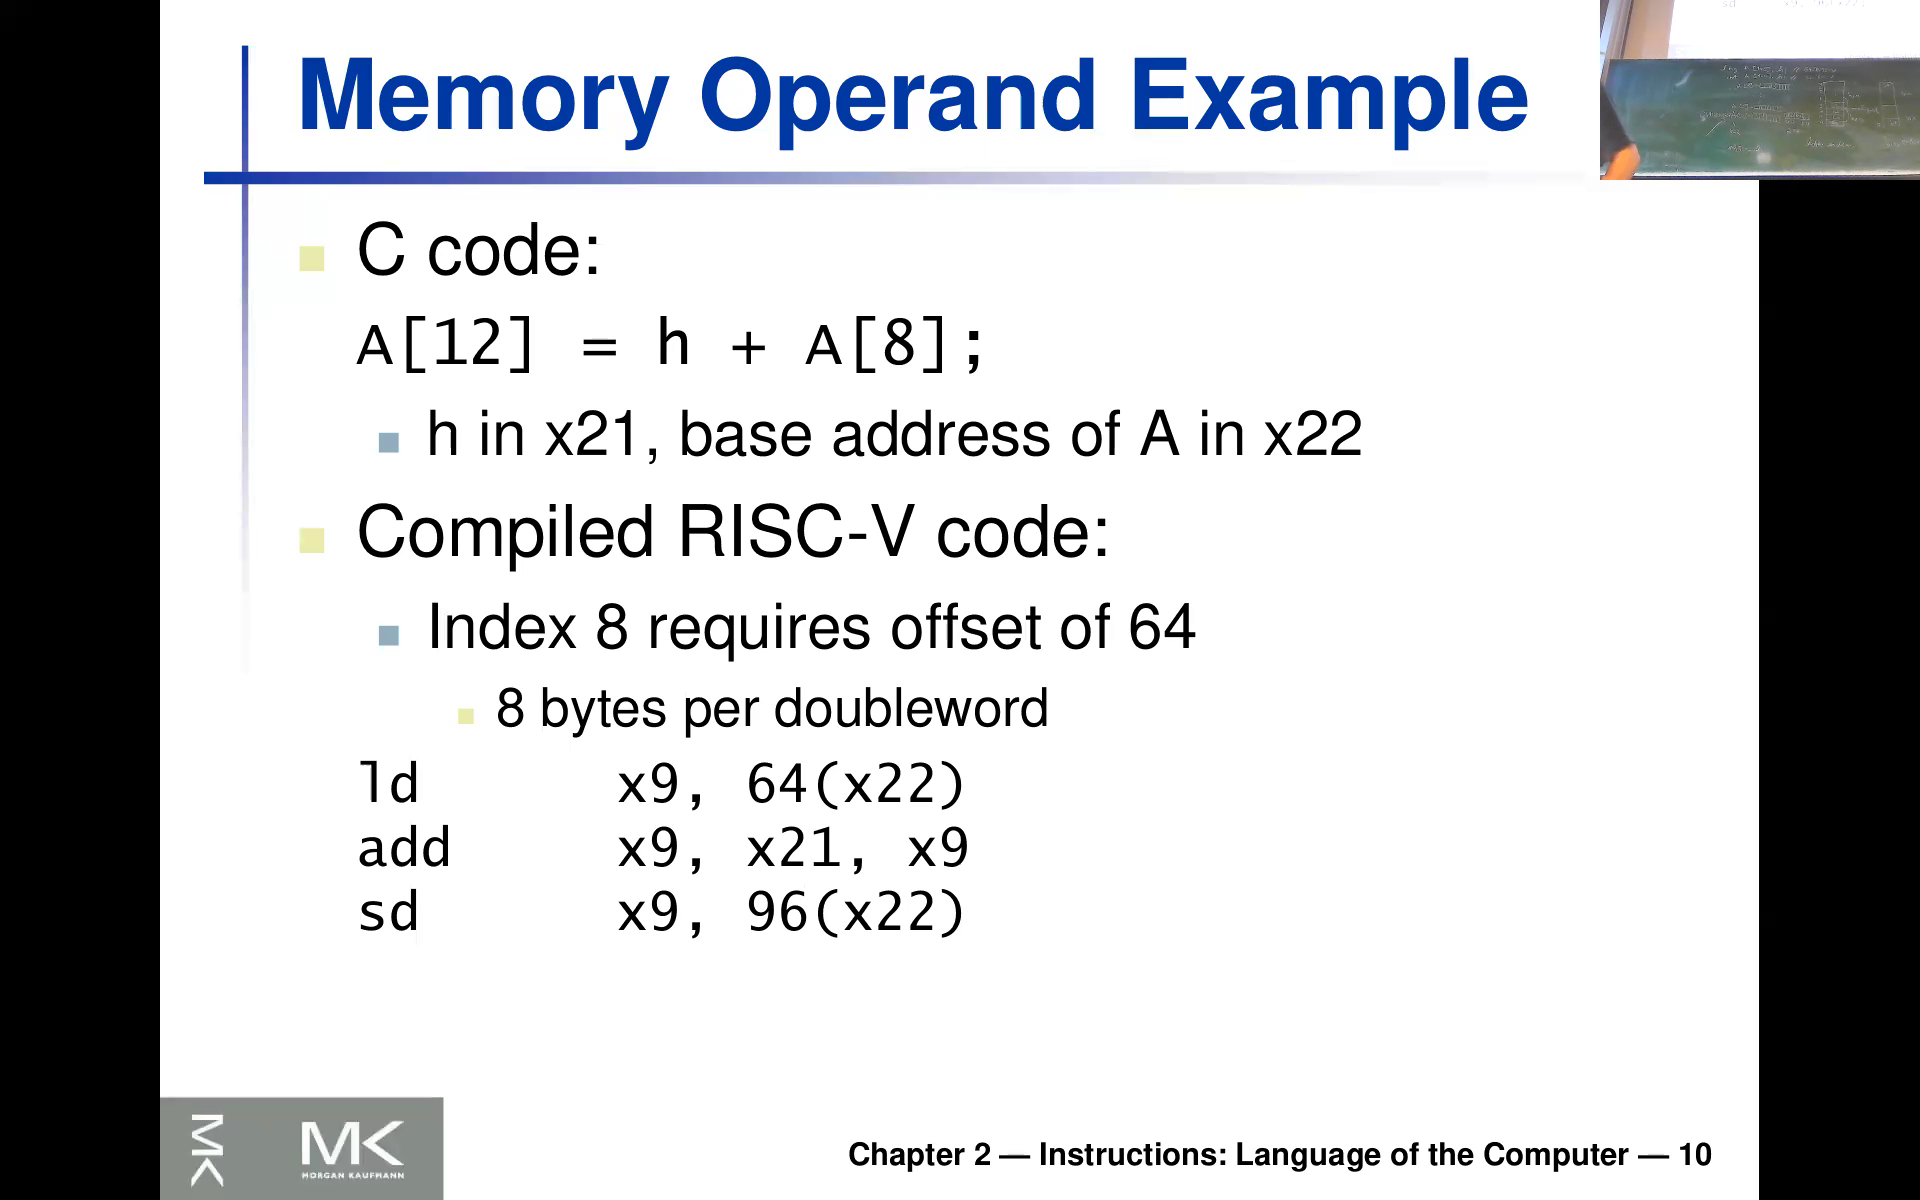 Memory Operand Example
C code:
A[12] = h + A[8];
h in x21, base address of A in x22
Compiled RISC-V code:
Index 8 requires offset of 64
8 bytes per doubleword
ld x9, 64(x22)
add x9, x21, x9
sd x9, 96(x22)
MK
MK
MORGAN KAUFMANN
Chapter 2 — Instructions: Language of the Computer — 10